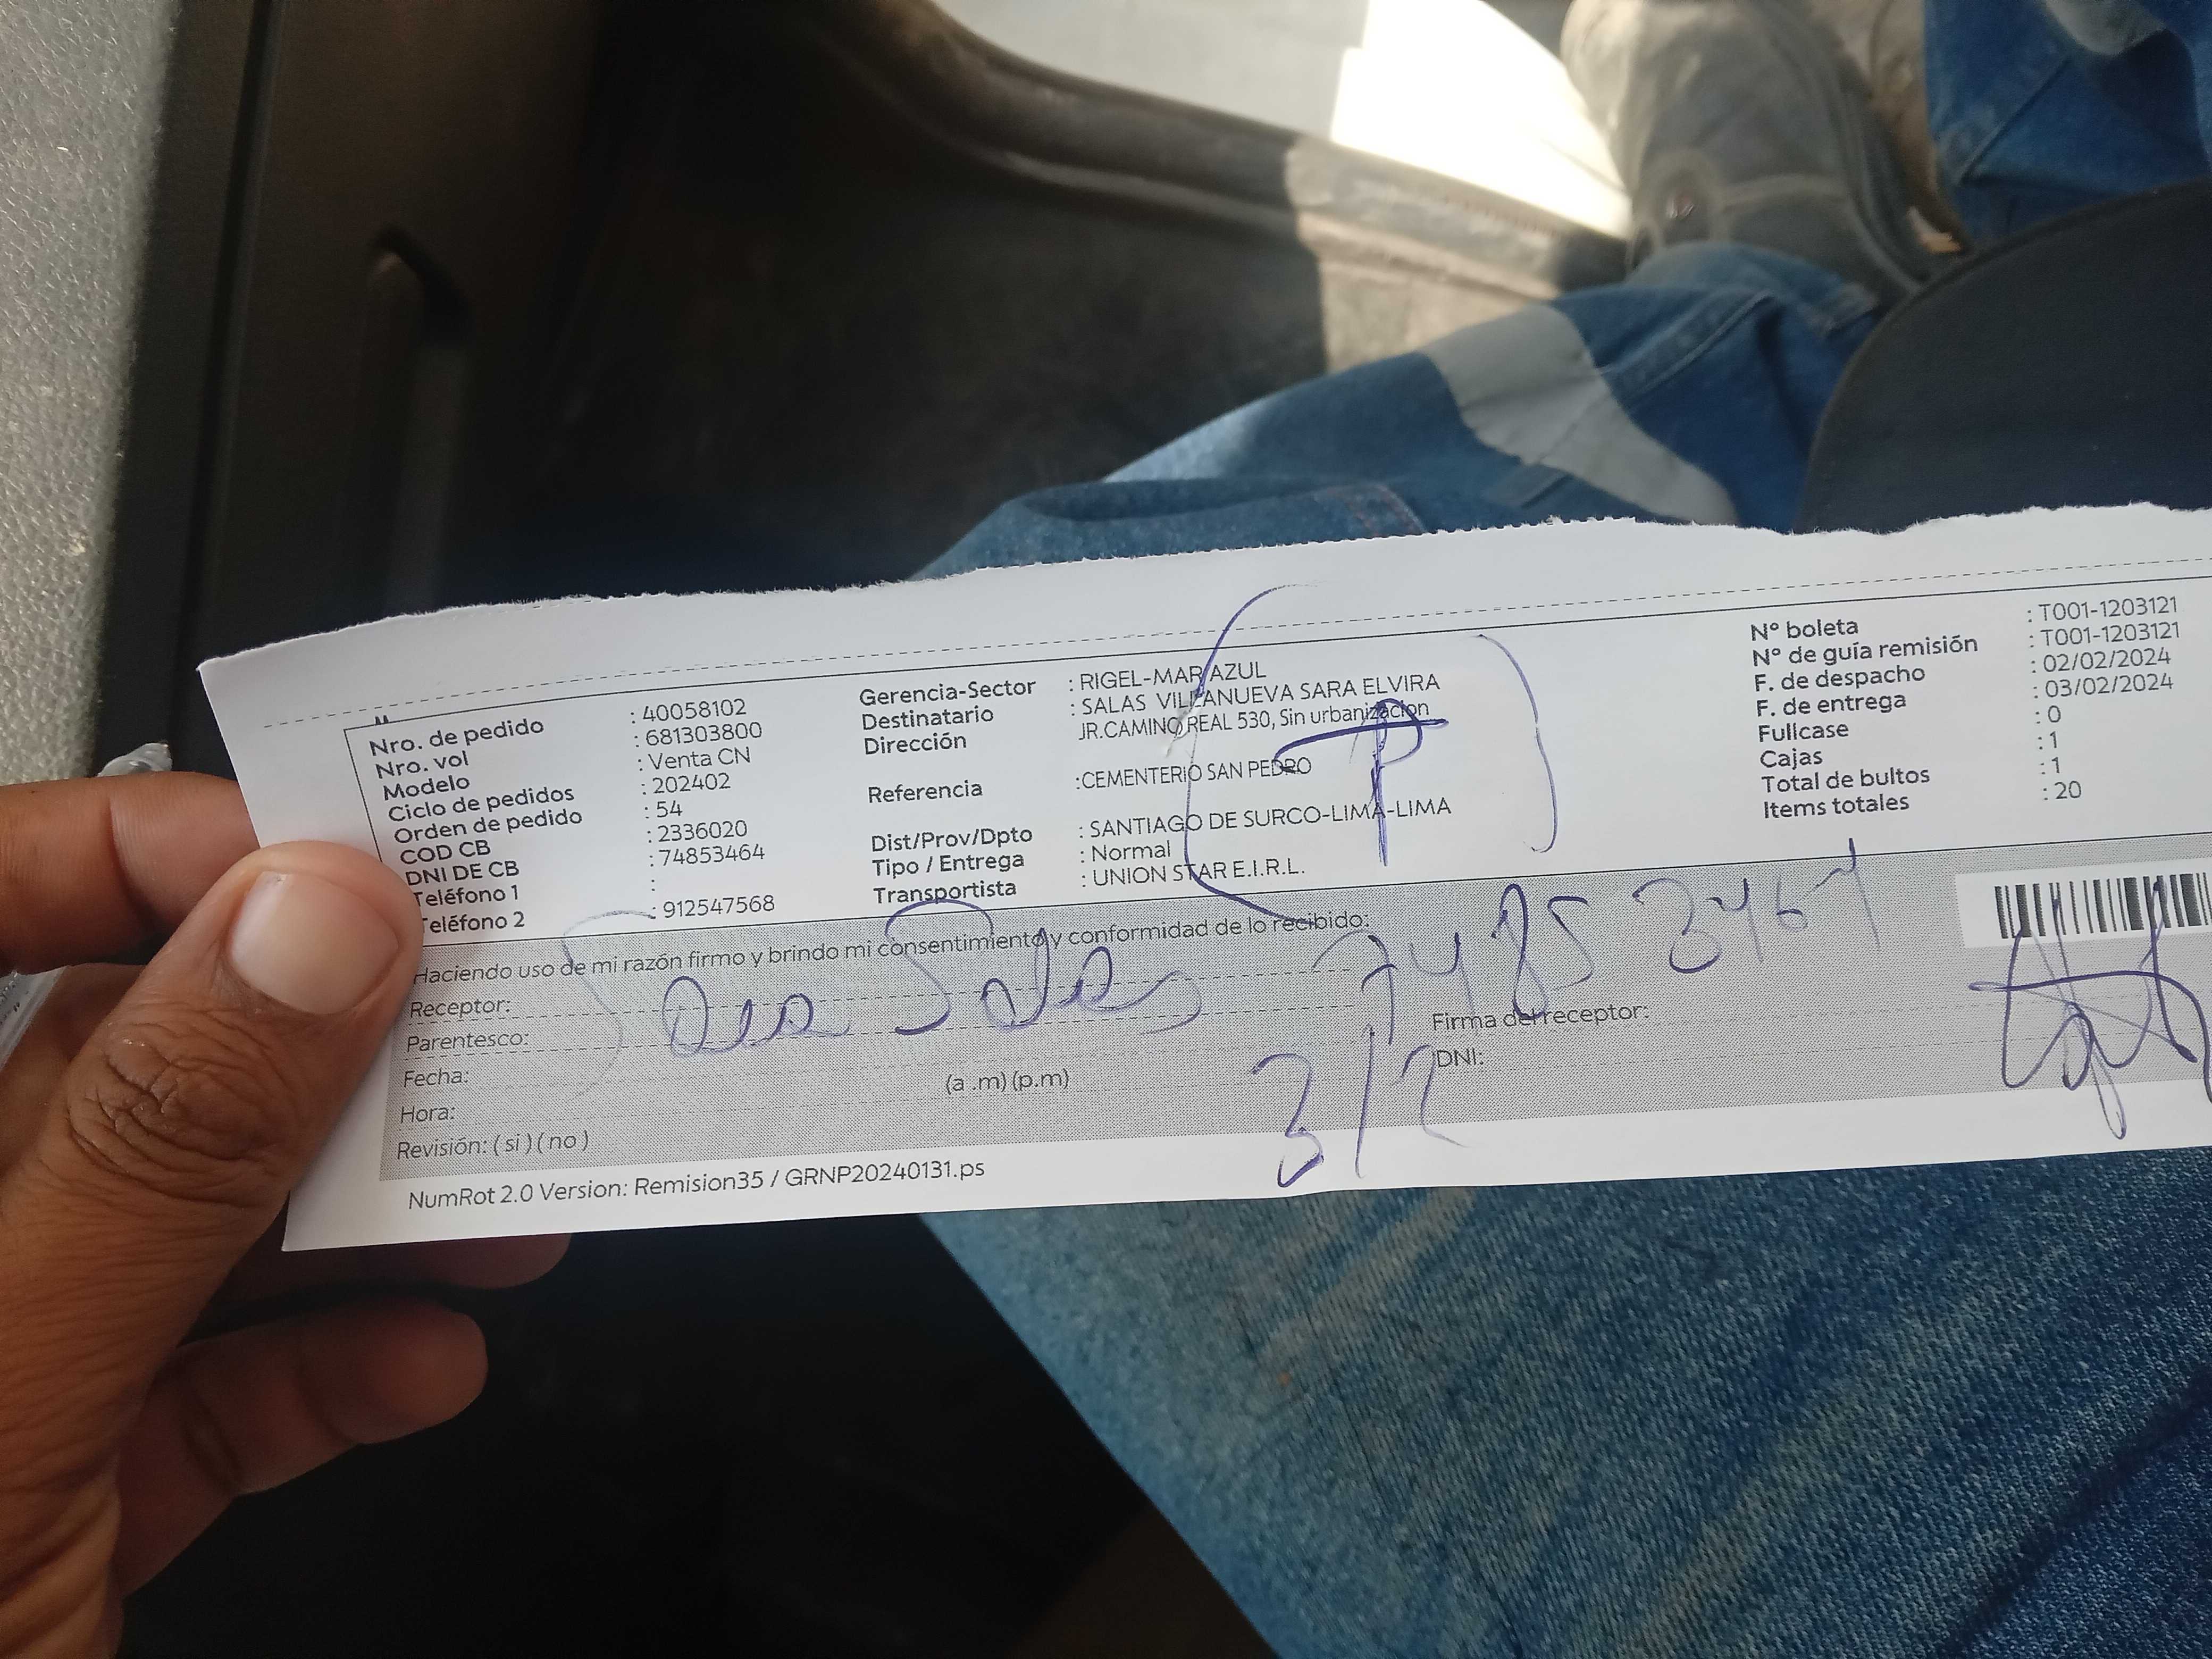 Nro. de pedido : 40058102
Nro. vol : 681303800
Modelo : Venta CN
Ciclo de pedidos : 202402
Orden de pedido : 54
COD CB : 2336020
DNI DE CB : 74853464
Teléfono 1 :
Teléfono 2 : 912547568
Gerencia-Sector : RIGEL-MAR AZUL
Destinatario : SALAS VILLANUEVA SARA ELVIRA
Dirección JR.CAMINO REAL 530, Sin urbanizacion
Referencia :CEMENTERIO SAN PEDRO
Dist/Prov/Dpto : SANTIAGO DE SURCO-LIMA-LIMA
Tipo / Entrega : Normal
Transportista : UNION STAR E.I.R.L.
P
Nº boleta : T001-1203121
Nº de guía remisión : T001-1203121
F. de despacho : 02/02/2024
F. de entrega : 03/02/2024
Fullcase : 0
Cajas : 1
Total de bultos : 1
Items totales : 20
Haciendo uso de mi razón firmo y brindo mi consentimiento y conformidad de lo recibido:
Receptor:
Parentesco:
Fecha:
Hora: (a .m) (p.m)
Revisión: ( si ) ( no )
74853464
3/2
Firma del receptor:
DNI:
NumRot 2.0 Version: Remision35 / GRNP20240131.ps